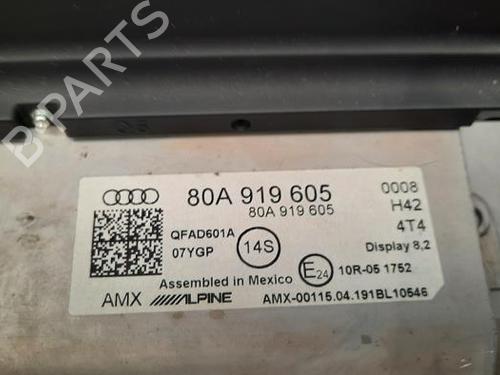 B-PARTS
80A 919 605
80A 919 605
0008
H42
4T4
QFAD601A
07YGP
14S
Display 8,2
E24
10R-05 1752
Assembled in Mexico
AMX ALPINE
AMX-00115.04.191BL10546